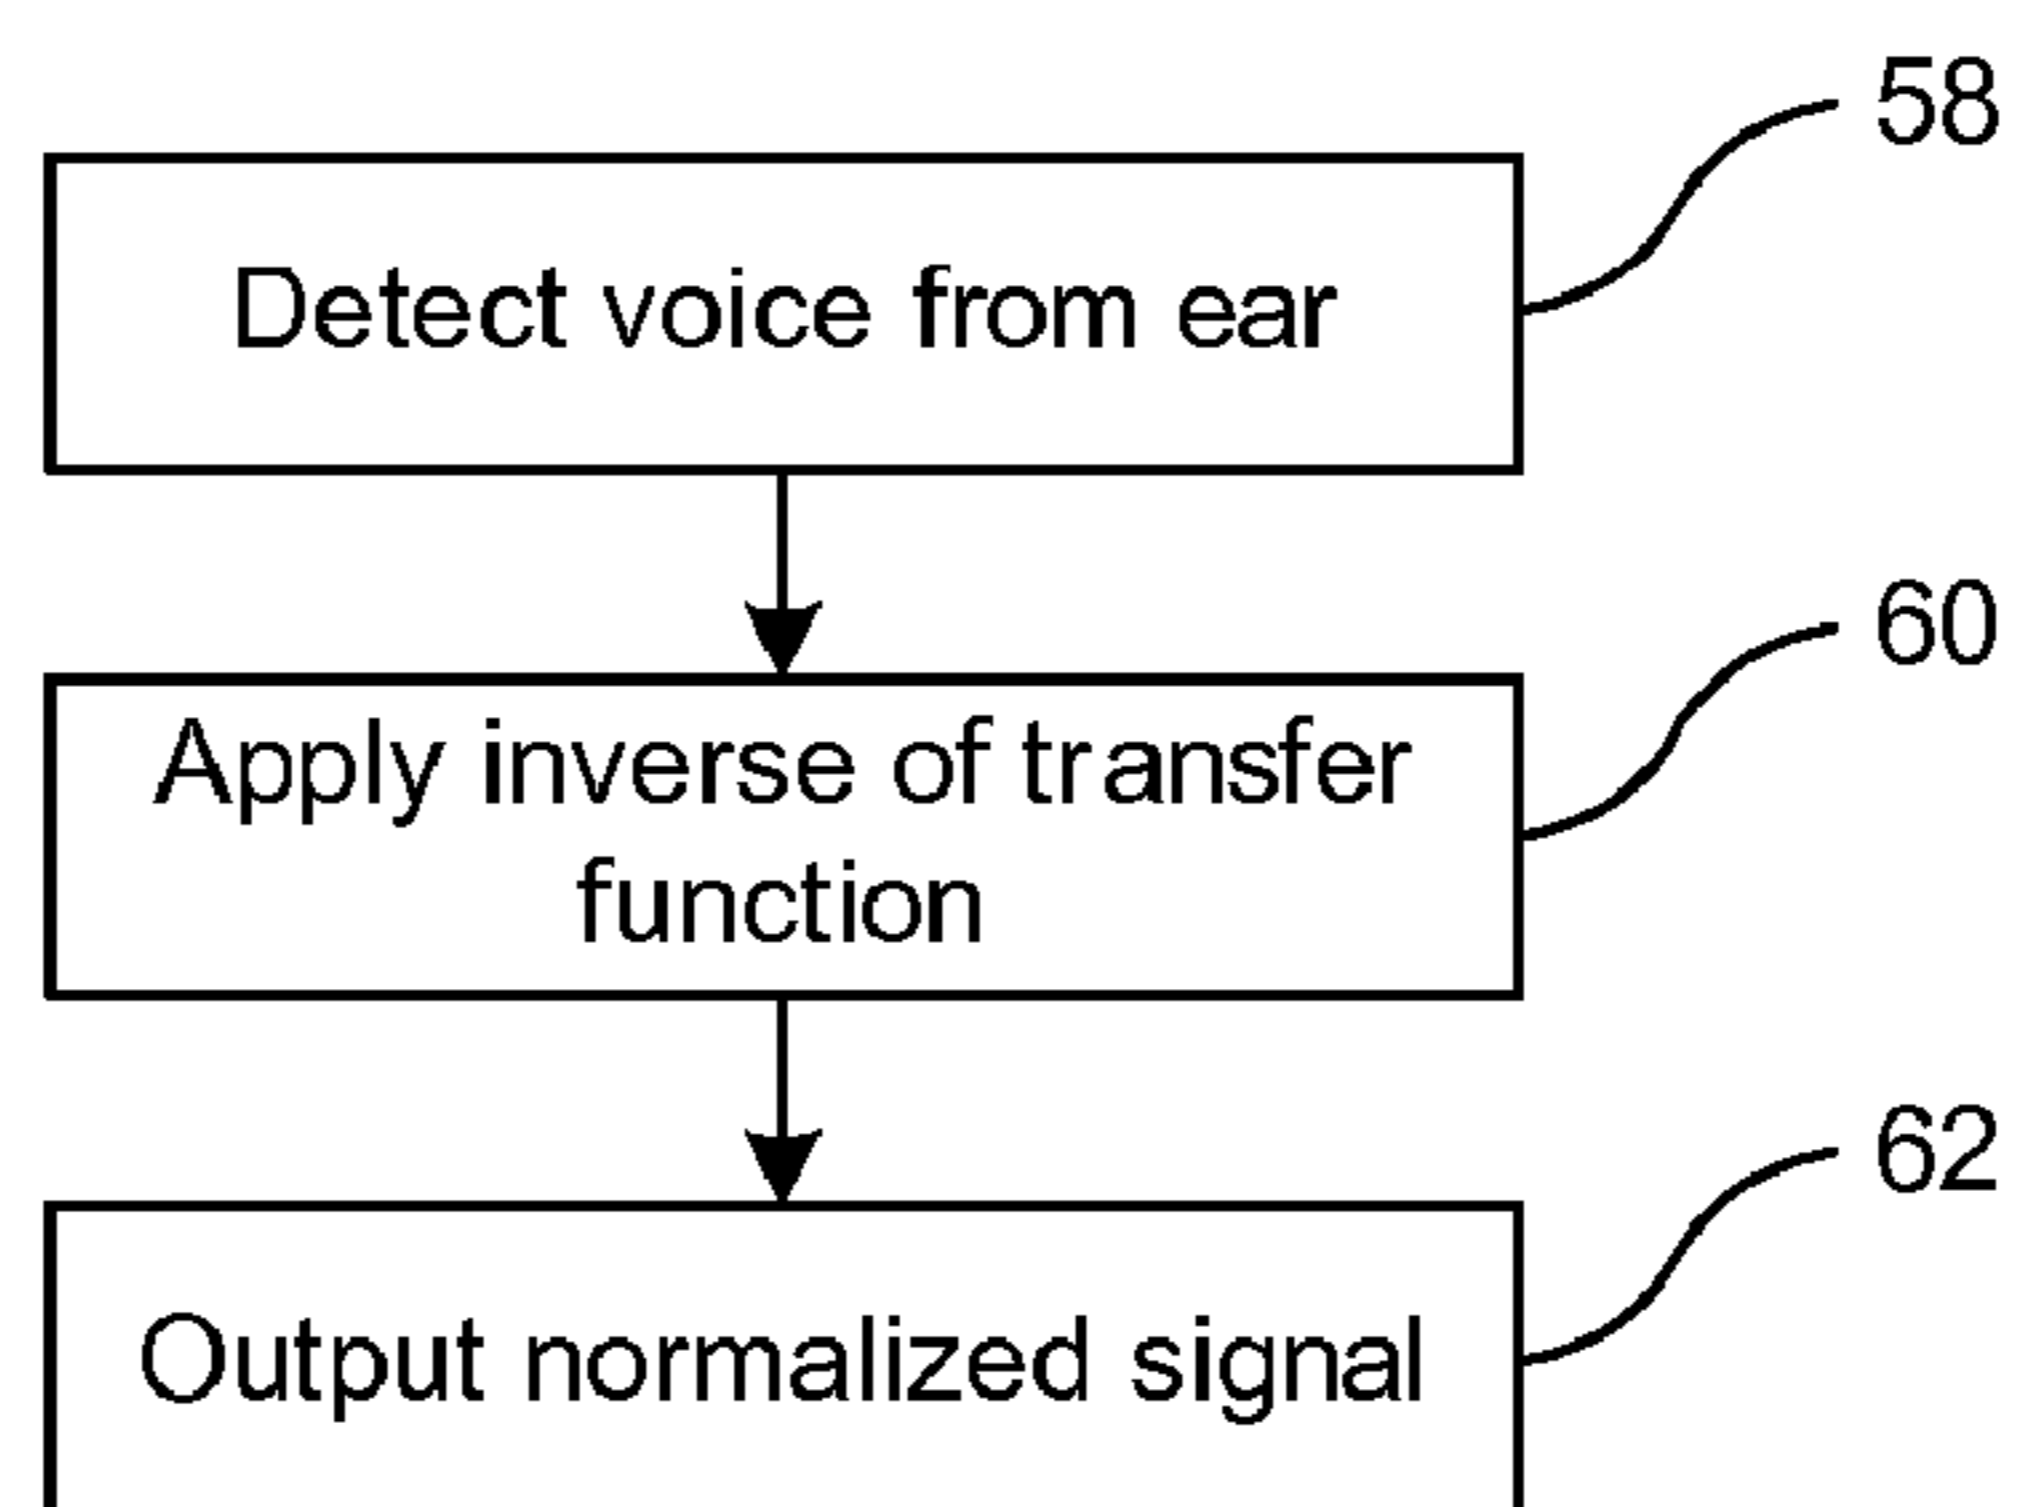 58
Detect voice from ear
60
Apply inverse of transfer
function
62
Output normalized signal